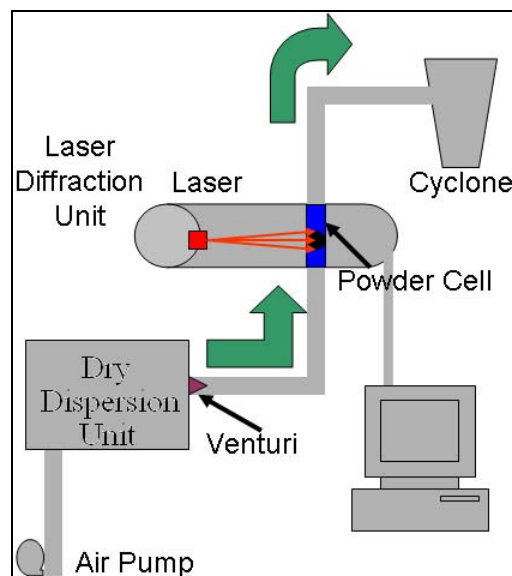 Laser
Diffraction
Unit
Laser
Cyclone
Powder Cell
Dry
Dispersion
Unit
Venturi
Air Pump